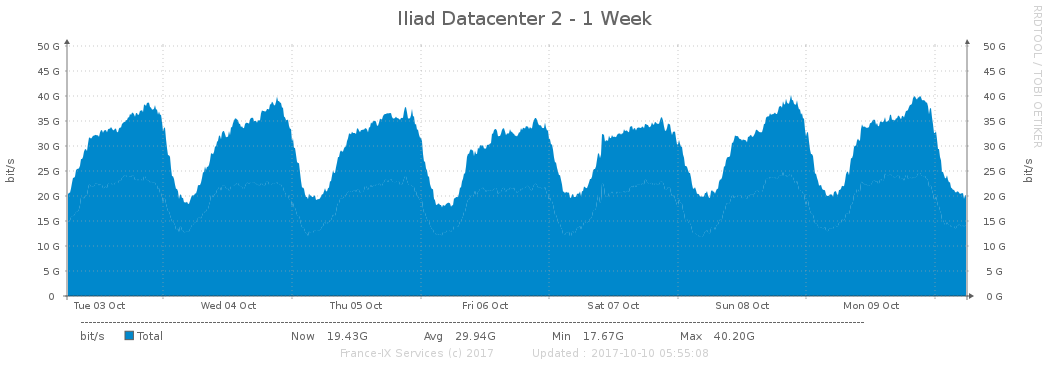 Iliad Datacenter 2 - 1 Week
RRDTOOL / TOBI OETIKER
bit/s
50 G
45 G
40 G
35 G
30 G
25 G
20 G
15 G
10 G
5 G
0
50 G
45 G
40 G
35 G
30 G
25 G
20 G
15 G
10 G
5 G
0 G
bit/s
Tue 03 Oct Wed 04 Oct Thu 05 Oct Fri 06 Oct Sat 07 Oct Sun 08 Oct Mon 09 Oct
bit/s Total Now 19.43G Avg 29.94G Min 17.67G Max 40.20G
France-IX Services (c) 2017 Updated : 2017-10-10 05:55:08